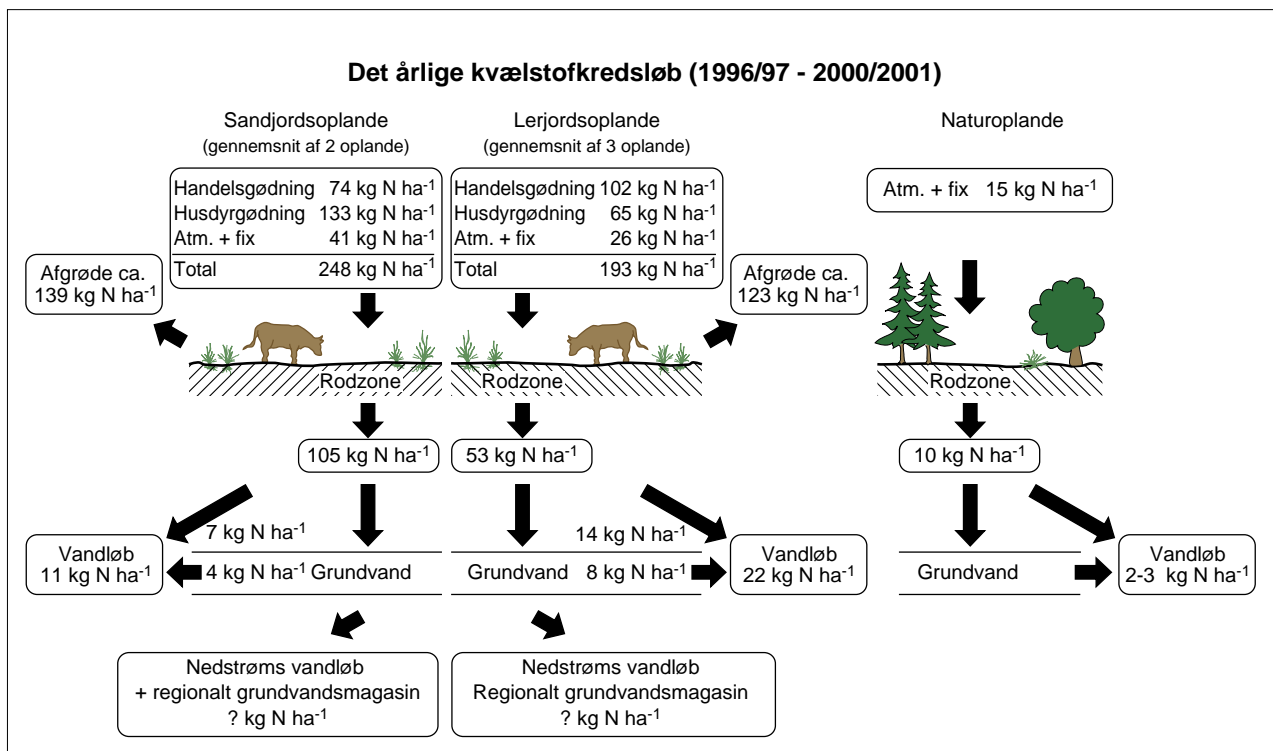 Det årlige kvælstofkredsløb (1996/97 - 2000/2001)
Sandjordsoplande
(gennemsnit af 2 oplande)
Handelsgødning 74 kg N ha⁻¹
Husdyrgødning 133 kg N ha⁻¹
Atm. + fix 41 kg N ha⁻¹
Total 248 kg N ha⁻¹
Lerjordsoplande
(gennemsnit af 3 oplande)
Handelsgødning 102 kg N ha⁻¹
Husdyrgødning 65 kg N ha⁻¹
Atm. + fix 26 kg N ha⁻¹
Total 193 kg N ha⁻¹
Naturoplande
Atm. + fix 15 kg N ha⁻¹
Afgrøde ca.
139 kg N ha⁻¹
Afgrøde ca.
123 kg N ha⁻¹
Rodzone
Rodzone
Rodzone
105 kg N ha⁻¹
53 kg N ha⁻¹
10 kg N ha⁻¹
7 kg N ha⁻¹
14 kg N ha⁻¹
Vandløb
11 kg N ha⁻¹
4 kg N ha⁻¹ Grundvand
Grundvand 8 kg N ha⁻¹
Vandløb
22 kg N ha⁻¹
Grundvand
Vandløb
2-3 kg N ha⁻¹
Nedstrøms vandløb
+ regionalt grundvandsmagasin
? kg N ha⁻¹
Nedstrøms vandløb
Regionalt grundvandsmagasin
? kg N ha⁻¹